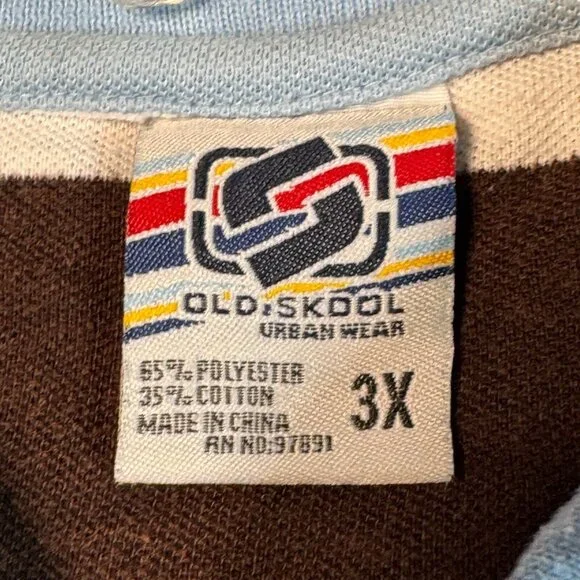 OLD SKOOL
URBAN WEAR
65% POLYESTER
35% COTTON
MADE IN CHINA
RN NO:97891
3X